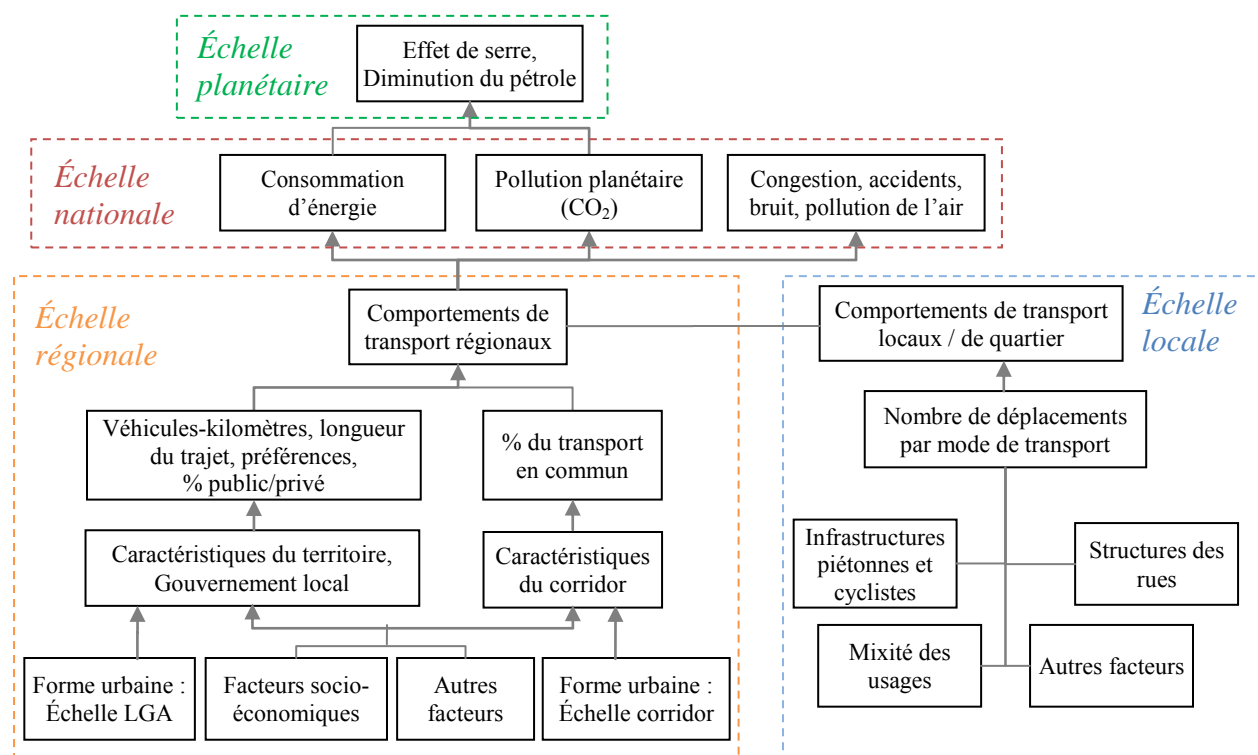 Échelle
planétaire
Effet de serre,
Diminution du pétrole
Échelle
nationale
Consommation
d’énergie
Pollution planétaire
(CO₂)
Congestion, accidents,
bruit, pollution de l’air
Échelle
régionale
Comportements de
transport régionaux
Véhicules-kilomètres, longueur
du trajet, préférences,
% public/privé
% du transport
en commun
Caractéristiques du territoire,
Gouvernement local
Caractéristiques
du corridor
Forme urbaine :
Échelle LGA
Facteurs socio-
économiques
Autres
facteurs
Forme urbaine :
Échelle corridor
Échelle
locale
Comportements de transport
locaux / de quartier
Nombre de déplacements
par mode de transport
Infrastructures
piétonnes et
cyclistes
Structures des
rues
Mixité des
usages
Autres facteurs